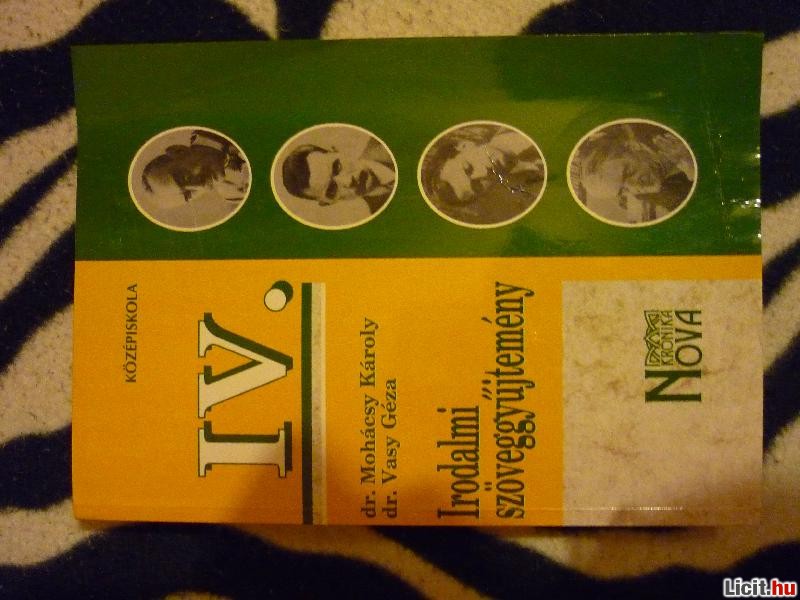 KÖZÉPISKOLA
IV.
dr. Mohácsy Károly
dr. Vasy Géza
Irodalmi
szöveggyűjtemény
KRÓNIKA
NOVA
Licit.hu